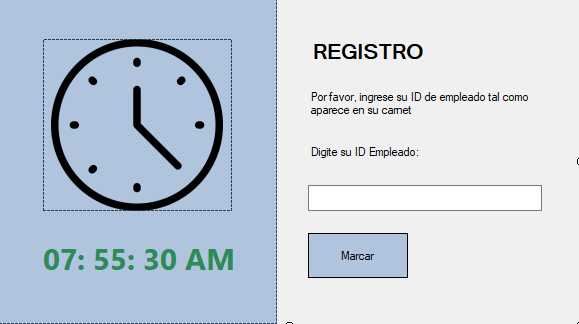 REGISTRO
Por favor, ingrese su ID de empleado tal como
aparece en su carnet
Digite su ID Empleado:
Marcar
07: 55: 30 AM